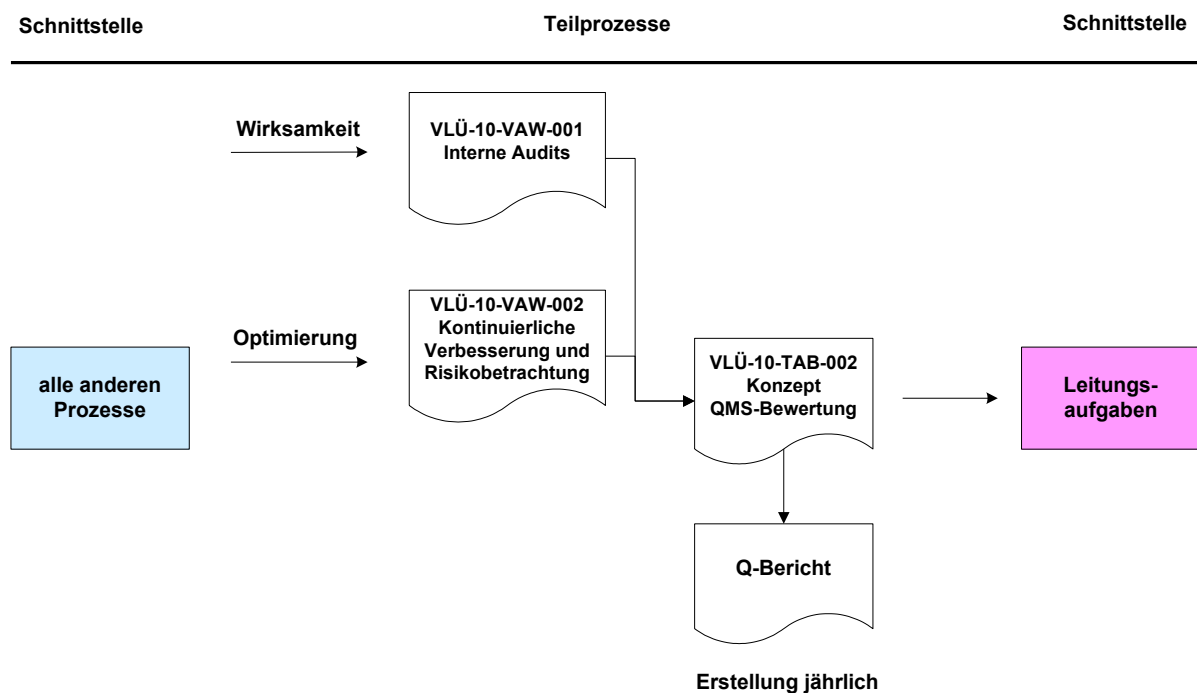 Schnittstelle
Teilprozesse
Schnittstelle
Wirksamkeit
VLÜ-10-VAW-001
Interne Audits
Optimierung
VLÜ-10-VAW-002
Kontinuierliche
Verbesserung und
Risikobetrachtung
alle anderen
Prozesse
VLÜ-10-TAB-002
Konzept
QMS-Bewertung
Leitungs-
aufgaben
Q-Bericht
Erstellung jährlich